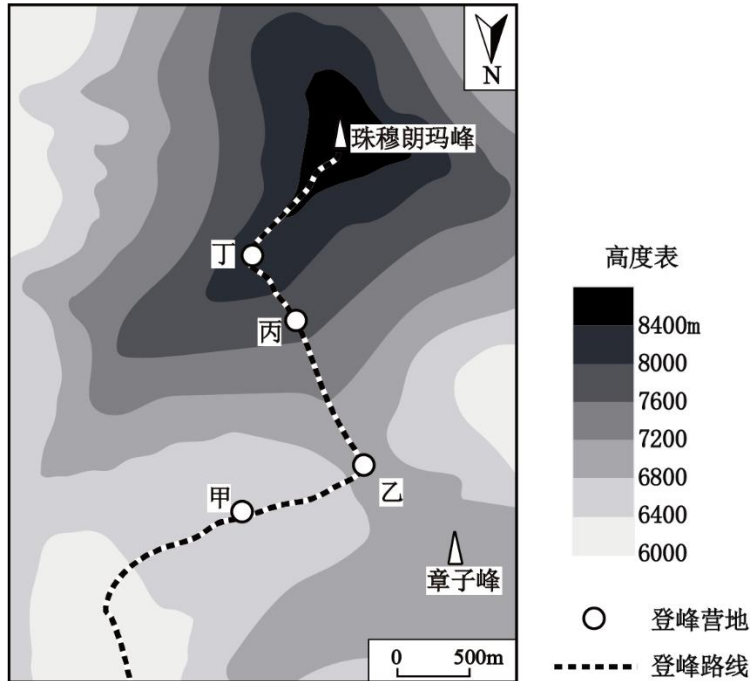 N
珠穆朗玛峰
丁
丙
乙
甲
章子峰
0 500m
高度表
8400m
8000
7600
7200
6800
6400
6000
登峰营地
登峰路线